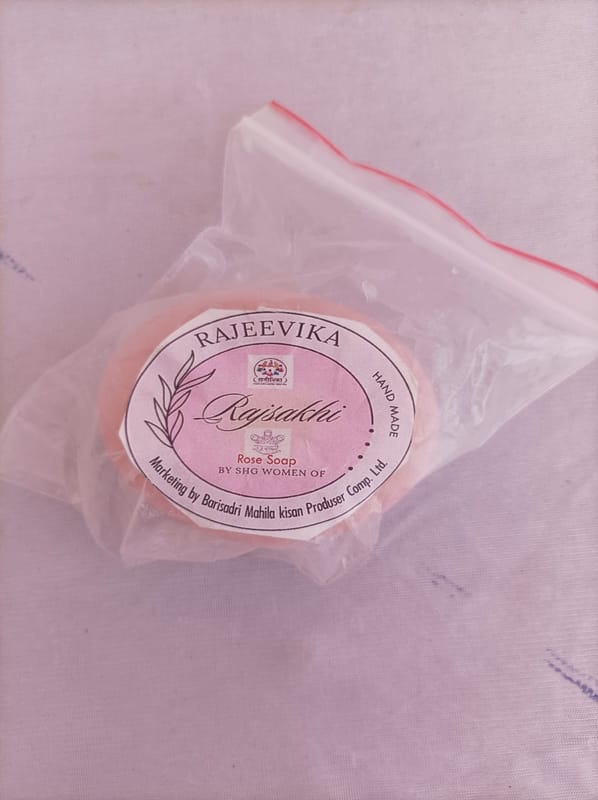 RAJEEVIKA
राजीविका
Rajsakhi
Rose Soap
BY SHG WOMEN OF
HAND MADE
Marketing by Barisadri Mahila kisan Produser Comp. Ltd.